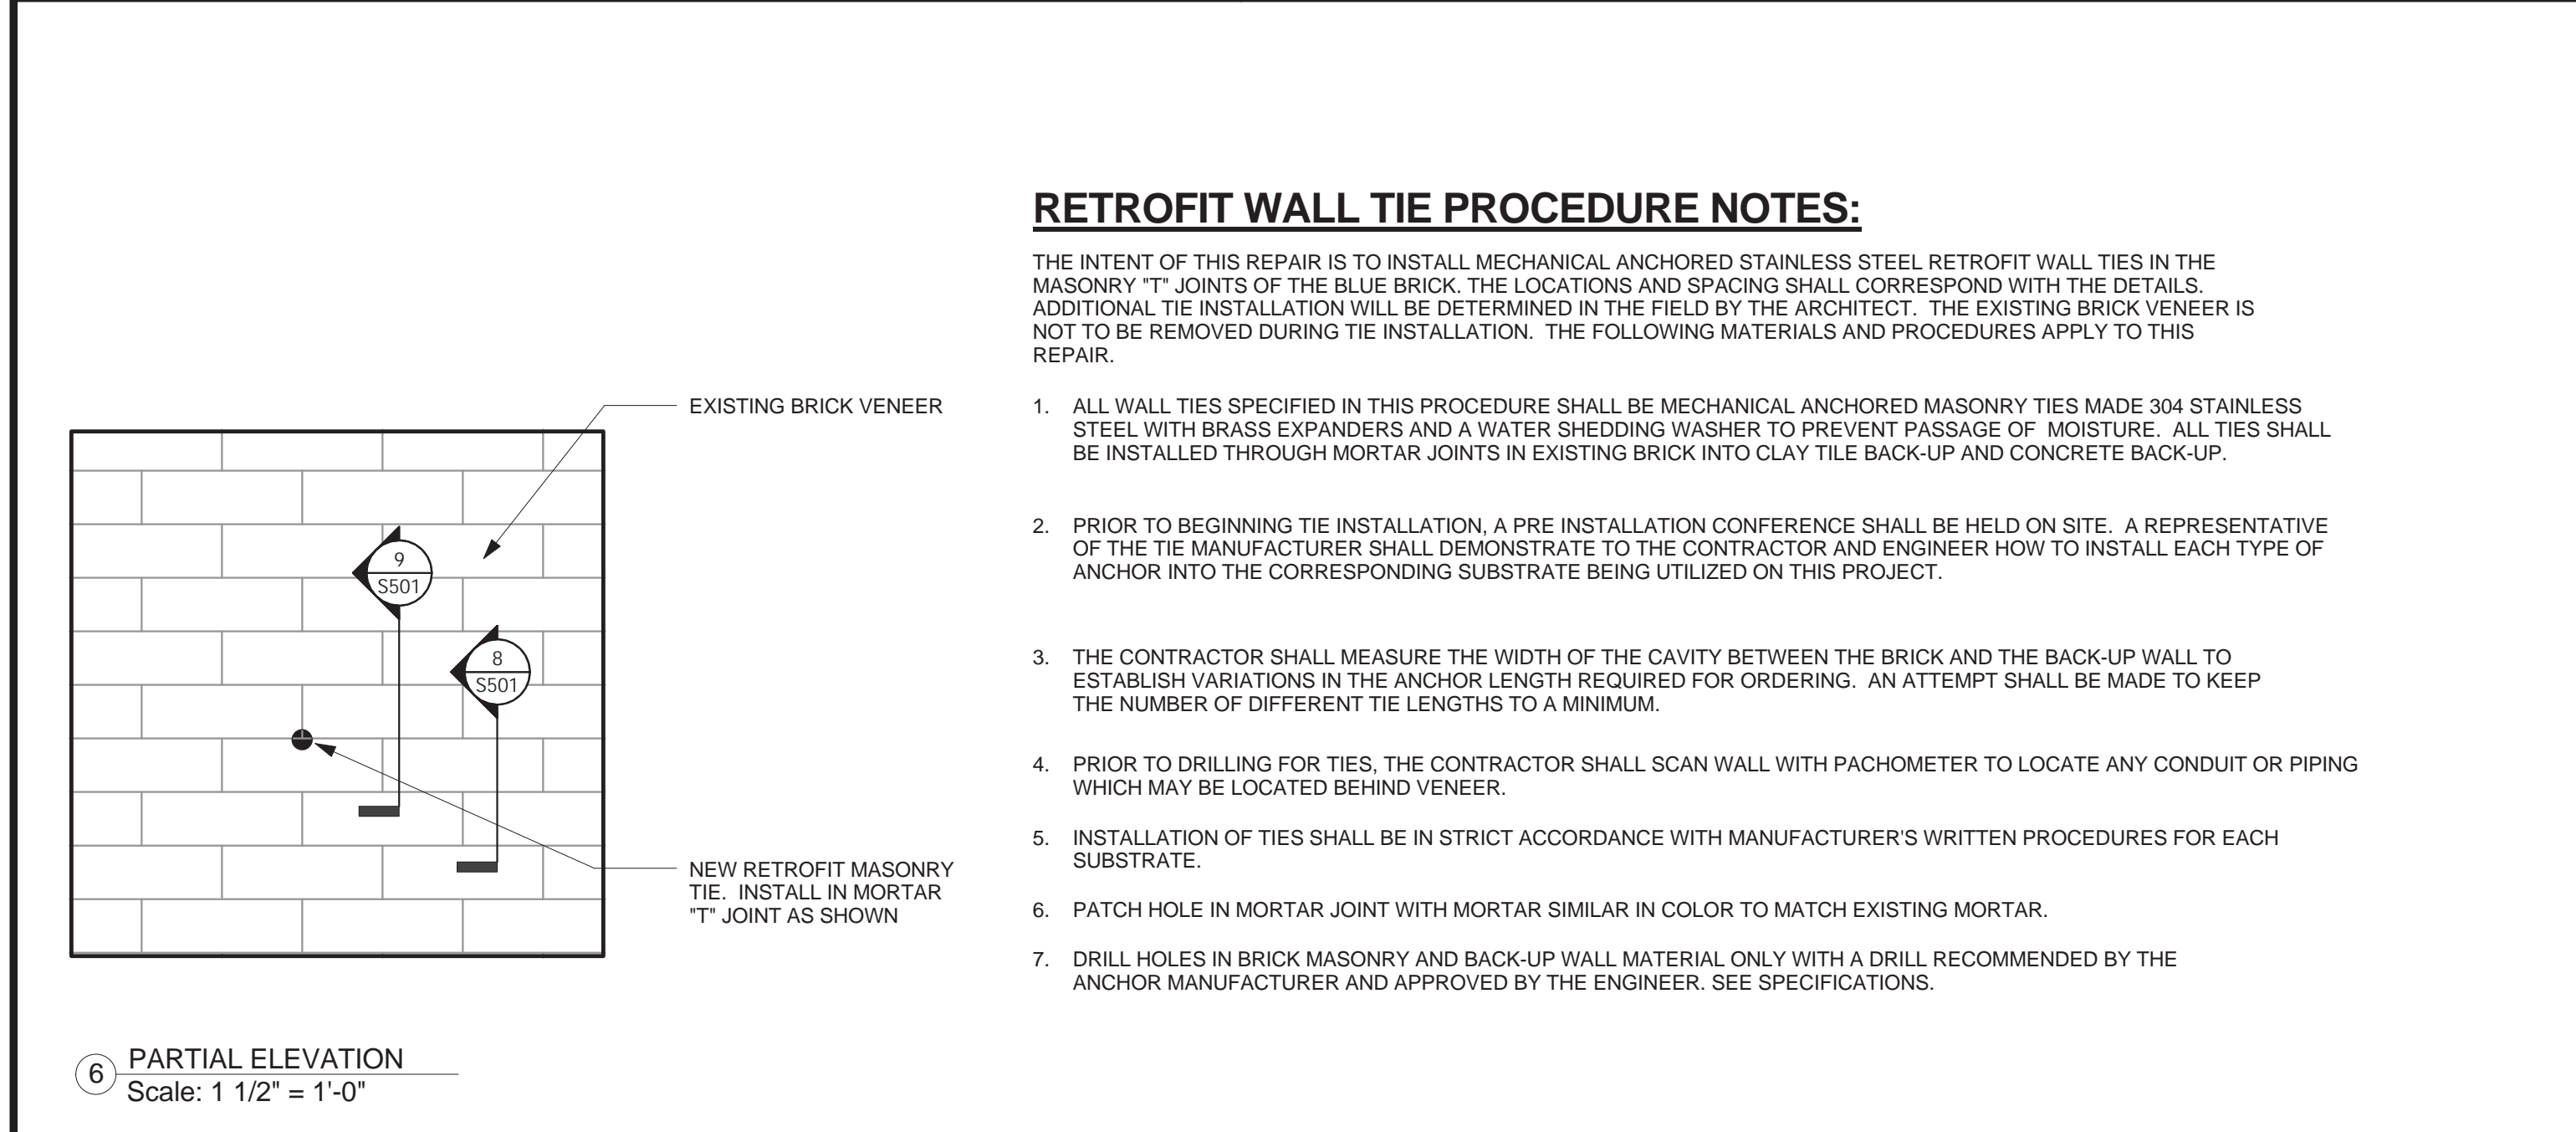 RETROFIT WALL TIE PROCEDURE NOTES:
THE INTENT OF THIS REPAIR IS TO INSTALL MECHANICAL ANCHORED STAINLESS STEEL RETROFIT WALL TIES IN THE
MASONRY "T" JOINTS OF THE BLUE BRICK. THE LOCATIONS AND SPACING SHALL CORRESPOND WITH THE DETAILS.
ADDITIONAL TIE INSTALLATION WILL BE DETERMINED IN THE FIELD BY THE ARCHITECT. THE EXISTING BRICK VENEER IS
NOT TO BE REMOVED DURING TIE INSTALLATION. THE FOLLOWING MATERIALS AND PROCEDURES APPLY TO THIS
REPAIR.
1. ALL WALL TIES SPECIFIED IN THIS PROCEDURE SHALL BE MECHANICAL ANCHORED MASONRY TIES MADE 304 STAINLESS
STEEL WITH BRASS EXPANDERS AND A WATER SHEDDING WASHER TO PREVENT PASSAGE OF MOISTURE. ALL TIES SHALL
BE INSTALLED THROUGH MORTAR JOINTS IN EXISTING BRICK INTO CLAY TILE BACK-UP AND CONCRETE BACK-UP.
2. PRIOR TO BEGINNING TIE INSTALLATION, A PRE INSTALLATION CONFERENCE SHALL BE HELD ON SITE. A REPRESENTATIVE
OF THE TIE MANUFACTURER SHALL DEMONSTRATE TO THE CONTRACTOR AND ENGINEER HOW TO INSTALL EACH TYPE OF
ANCHOR INTO THE CORRESPONDING SUBSTRATE BEING UTILIZED ON THIS PROJECT.
3. THE CONTRACTOR SHALL MEASURE THE WIDTH OF THE CAVITY BETWEEN THE BRICK AND THE BACK-UP WALL TO
ESTABLISH VARIATIONS IN THE ANCHOR LENGTH REQUIRED FOR ORDERING. AN ATTEMPT SHALL BE MADE TO KEEP
THE NUMBER OF DIFFERENT TIE LENGTHS TO A MINIMUM.
4. PRIOR TO DRILLING FOR TIES, THE CONTRACTOR SHALL SCAN WALL WITH PACHOMETER TO LOCATE ANY CONDUIT OR PIPING
WHICH MAY BE LOCATED BEHIND VENEER.
5. INSTALLATION OF TIES SHALL BE IN STRICT ACCORDANCE WITH MANUFACTURER'S WRITTEN PROCEDURES FOR EACH
SUBSTRATE.
6. PATCH HOLE IN MORTAR JOINT WITH MORTAR SIMILAR IN COLOR TO MATCH EXISTING MORTAR.
7. DRILL HOLES IN BRICK MASONRY AND BACK-UP WALL MATERIAL ONLY WITH A DRILL RECOMMENDED BY THE
ANCHOR MANUFACTURER AND APPROVED BY THE ENGINEER. SEE SPECIFICATIONS.
EXISTING BRICK VENEER
9
S501
8
S501
NEW RETROFIT MASONRY
TIE. INSTALL IN MORTAR
"T" JOINT AS SHOWN
6 PARTIAL ELEVATION
Scale: 1 1/2" = 1'-0"